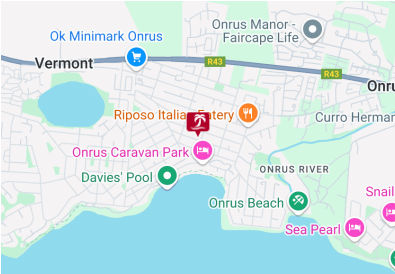 Onrus Manor -
Faircape Life
Ok Minimark Onrus
Vermont
R43
R43
Onru
Riposo Italian Eatery
Curro Herman
Onrus Caravan Park
ONRUS RIVER
Davies' Pool
Snail
Onrus Beach
Sea Pearl